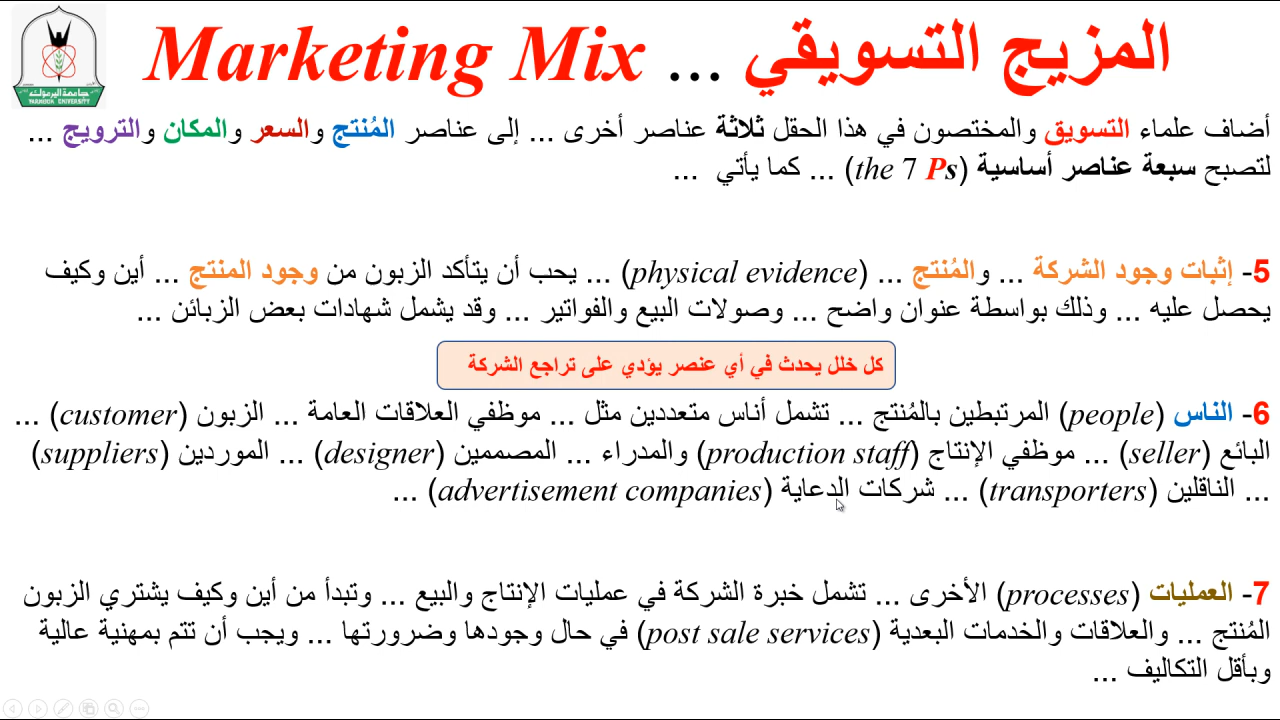 المزيج التسويقي ... Marketing Mix
جامعة اليرموك
YARMOUK UNIVERSITY
أضاف علماء التسويق والمختصون في هذا الحقل ثلاثة عناصر أخرى ... إلى عناصر المُنتج والسعر والمكان والترويج ...
لتصبح سبعة عناصر أساسية (the 7 Ps) ... كما يأتي ...
5- إثبات وجود الشركة ... والمُنتج ... (physical evidence) ... يحب أن يتأكد الزبون من وجود المنتج ... أين وكيف
يحصل عليه ... وذلك بواسطة عنوان واضح ... وصولات البيع والفواتير ... وقد يشمل شهادات بعض الزبائن ...
كل خلل يحدث في أي عنصر يؤدي على تراجع الشركة
6- الناس (people) المرتبطين بالمُنتج ... تشمل أناس متعددين مثل ... موظفي العلاقات العامة ... الزبون (customer) ...
البائع (seller) ... موظفي الإنتاج (production staff) والمدراء ... المصممين (designer) ... الموردين (suppliers)
... الناقلين (transporters) ... شركات الدعاية (advertisement companies) ...
7- العمليات (processes) الأخرى ... تشمل خبرة الشركة في عمليات الإنتاج والبيع ... وتبدأ من أين وكيف يشتري الزبون
المُنتج ... والعلاقات والخدمات البعدية (post sale services) في حال وجودها وضرورتها ... ويجب أن تتم بمهنية عالية
وبأقل التكاليف ...